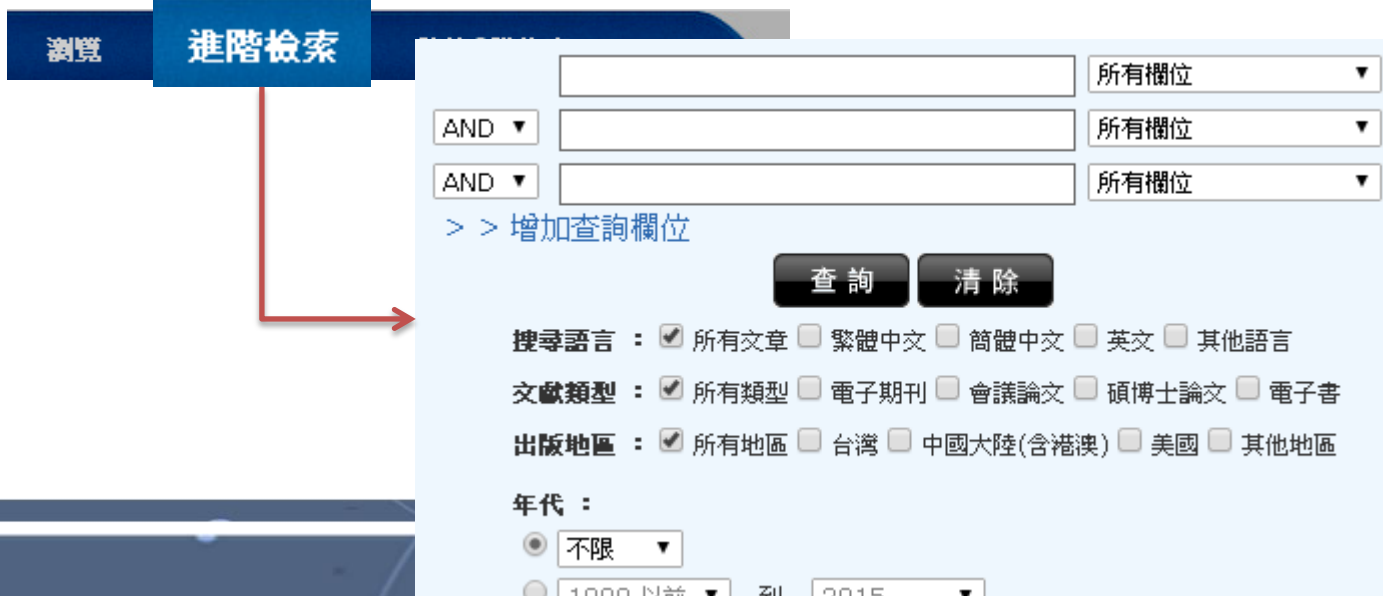 瀏覽 進階檢索
所有欄位
AND 所有欄位
AND 所有欄位
> > 增加查詢欄位
查 詢 清 除
搜尋語言 : 所有文章 繁體中文 簡體中文 英文 其他語言
文獻類型 : 所有類型 電子期刊 會議論文 碩博士論文 電子書
出版地區 : 所有地區 台灣 中國大陸(含港澳) 美國 其他地區
年代 :
不限
以前 到 2015